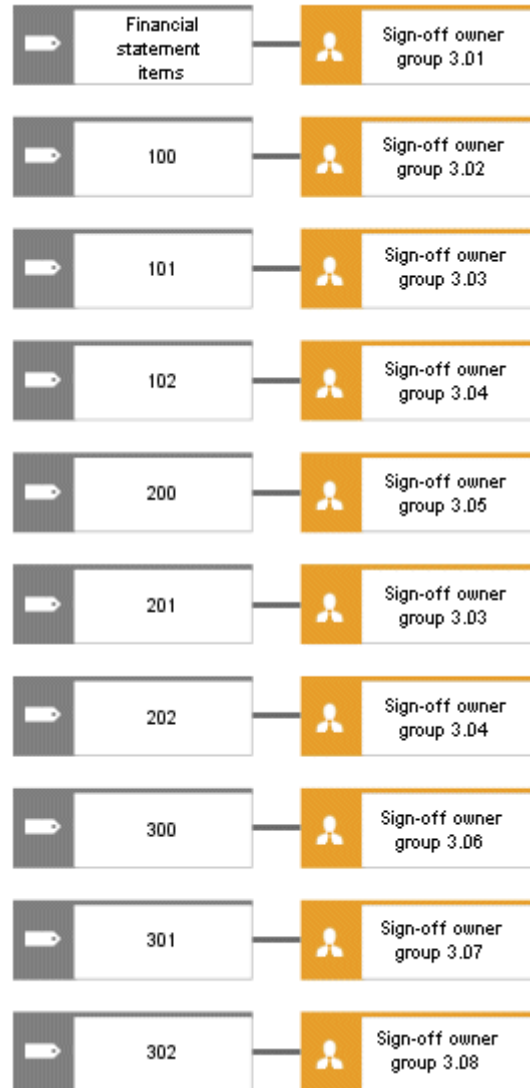 Financial
statement
items
Sign-off owner
group 3.01
100
Sign-off owner
group 3.02
101
Sign-off owner
group 3.03
102
Sign-off owner
group 3.04
200
Sign-off owner
group 3.05
201
Sign-off owner
group 3.03
202
Sign-off owner
group 3.04
300
Sign-off owner
group 3.06
301
Sign-off owner
group 3.07
302
Sign-off owner
group 3.08